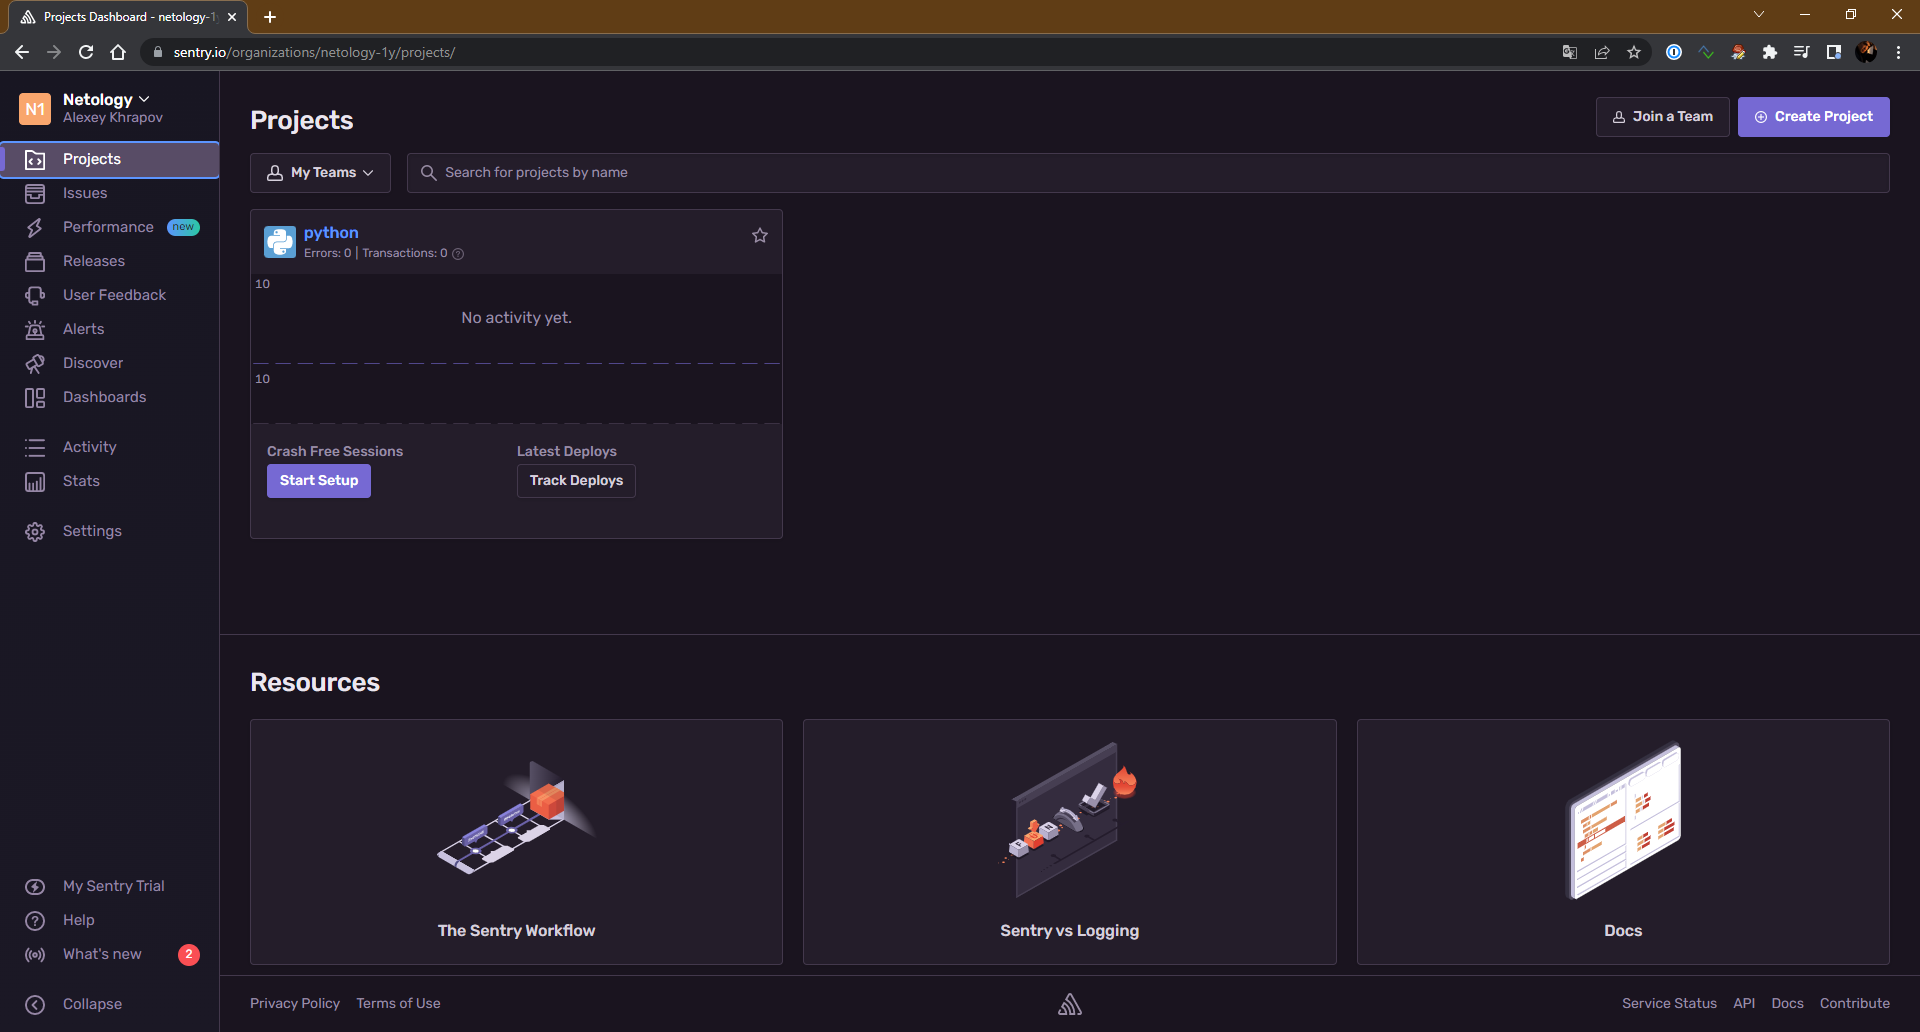 Projects Dashboard - netology-1
sentry.io/organizations/netology-1y/projects/
N1
Netology
Alexey Khrapov
Projects
Issues
Performance new
Releases
User Feedback
Alerts
Discover
Dashboards
Activity
Stats
Settings
My Sentry Trial
Help
What's new 2
Collapse
Projects
Join a Team
Create Project
My Teams
Search for projects by name
python
Errors: 0 | Transactions: 0 ?
10
No activity yet.
10
Crash Free Sessions
Latest Deploys
Start Setup
Track Deploys
Resources
The Sentry Workflow
Sentry vs Logging
Docs
Privacy Policy Terms of Use
Service Status API Docs Contribute